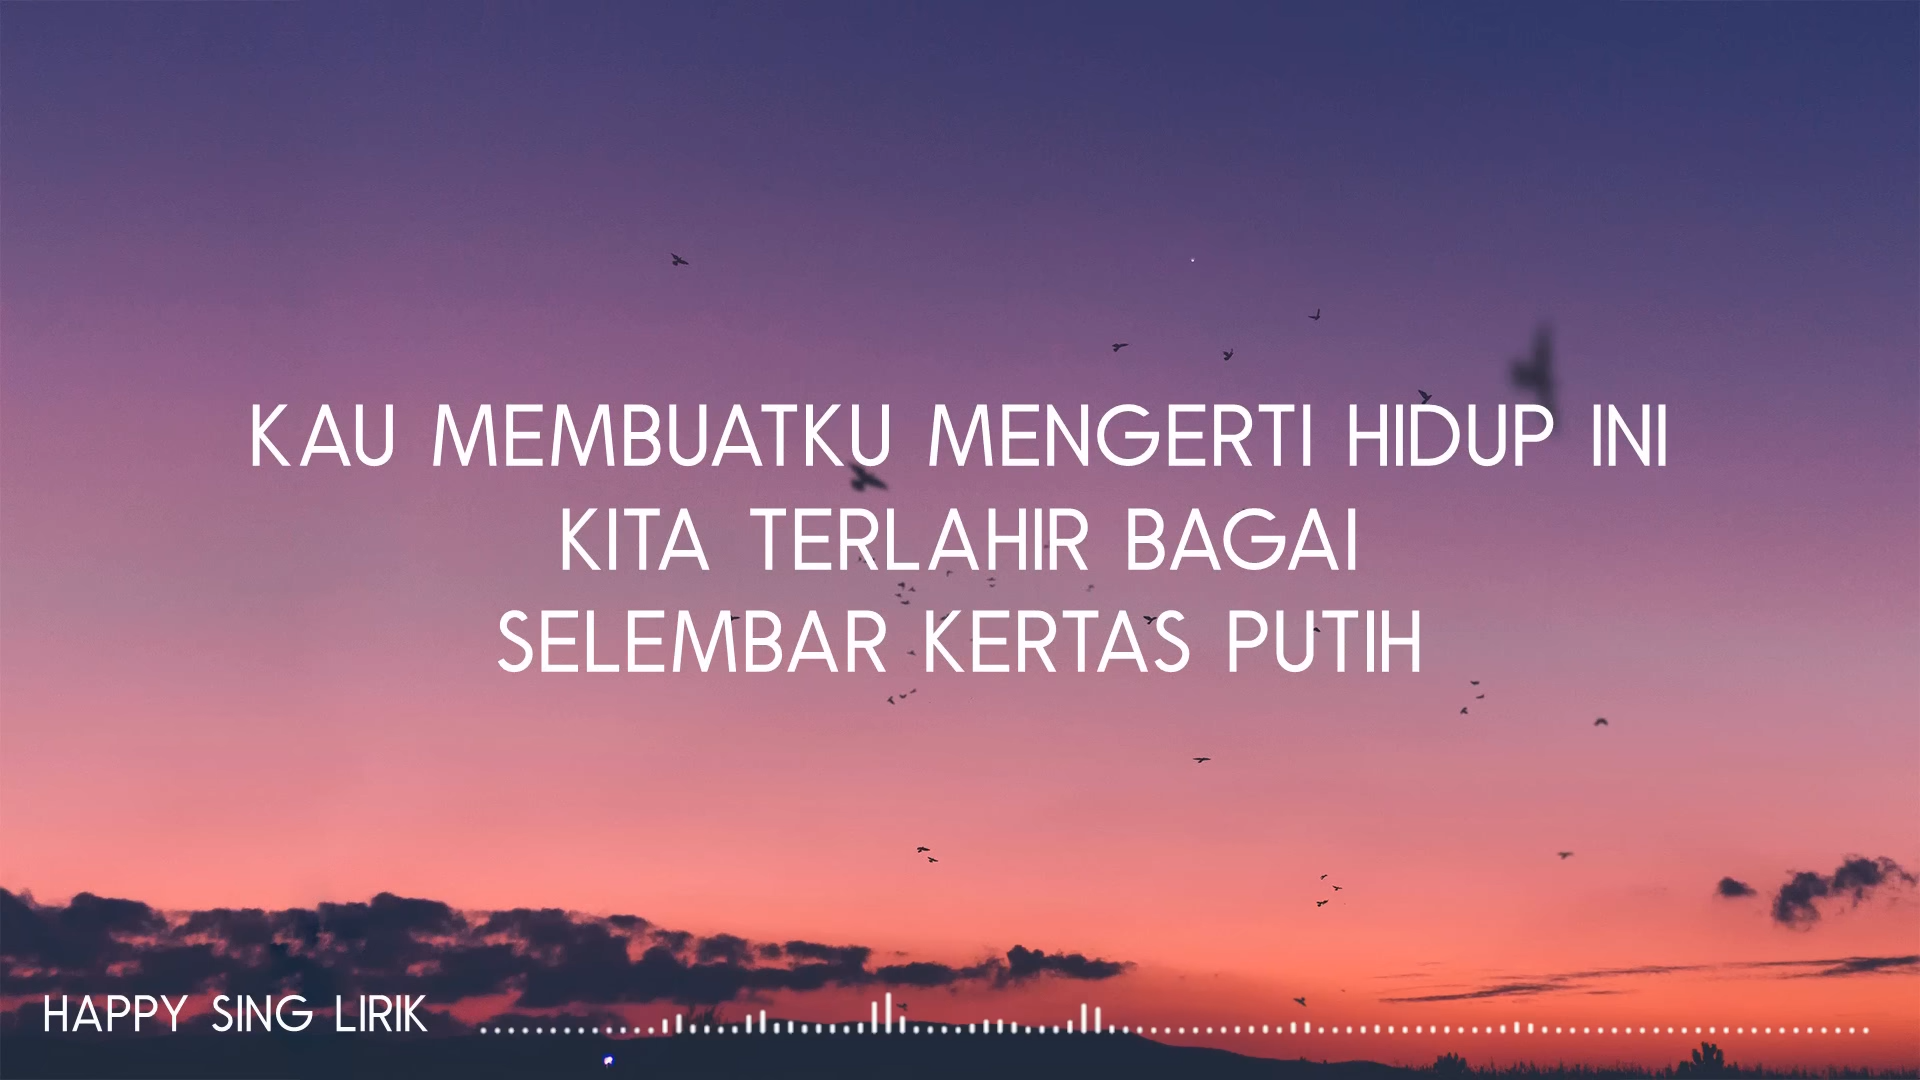 KAU MEMBUATKU MENGERTI HIDUP INI
KITA TERLAHIR BAGAI
SELEMBAR KERTAS PUTIH
HAPPY SING LIRIK